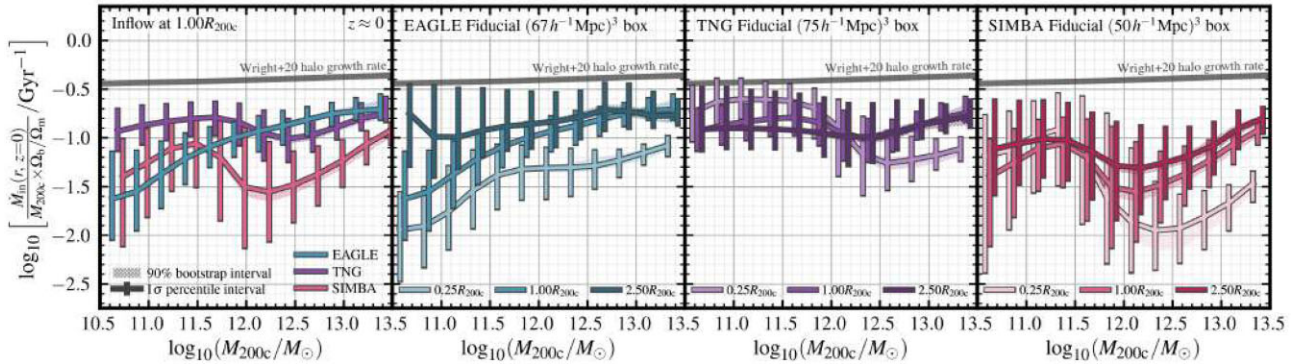 Inflow at 1.00R200c z ≈ 0
EAGLE Fiducial (67h⁻¹Mpc)³ box
TNG Fiducial (75h⁻¹Mpc)³ box
SIMBA Fiducial (50h⁻¹Mpc)³ box
Wright+20 halo growth rate
Wright+20 halo growth rate
Wright+20 halo growth rate
Wright+20 halo growth rate
log₁₀ [ Ṁin(r, z=0) / M200c × Ωb/Ωm /Gyr⁻¹ ]
0.0
−0.5
−1.0
−1.5
−2.0
−2.5
EAGLE
TNG
SIMBA
90% bootstrap interval
1σ percentile interval
0.25R200c 1.00R200c 2.50R200c
0.25R200c 1.00R200c 2.50R200c
0.25R200c 1.00R200c 2.50R200c
10.5 11.0 11.5 12.0 12.5 13.0 13.5
11.0 11.5 12.0 12.5 13.0 13.5
11.0 11.5 12.0 12.5 13.0 13.5
11.0 11.5 12.0 12.5 13.0 13.5
log₁₀(M200c/M⊙)
log₁₀(M200c/M⊙)
log₁₀(M200c/M⊙)
log₁₀(M200c/M⊙)